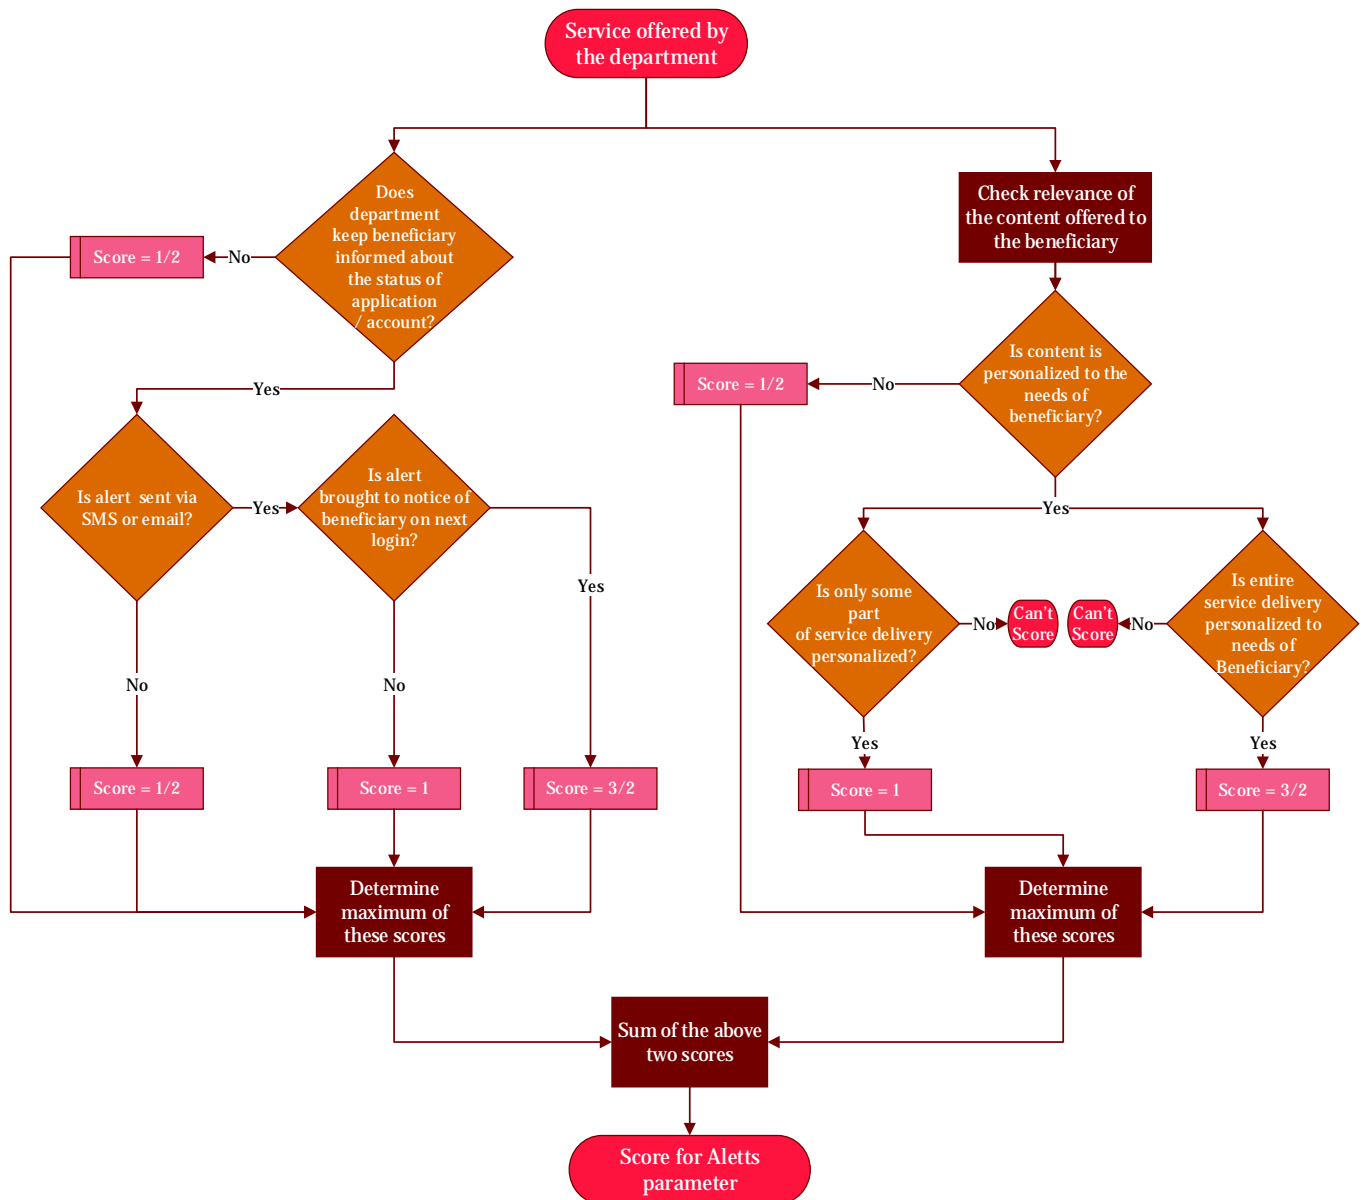 Service offered by
the department
Does
department
keep beneficiary
informed about
the status of
application
/ account?
No
Score = 1/2
Check relevance of
the content offered to
the beneficiary
Yes
Is content is
personalized to the
needs of
beneficiary?
No
Score = 1/2
Is alert sent via
SMS or email?
Yes
Is alert
brought to notice of
beneficiary on next
login?
Yes
Yes
Is only some
part
of service delivery
personalized?
No
Can't
Score
Can't
Score
No
Is entire
service delivery
personalized to
needs of
Beneficiary?
No
No
Yes
Yes
Score = 1/2
Score = 1
Score = 3/2
Score = 1
Score = 3/2
Determine
maximum of
these scores
Determine
maximum of
these scores
Sum of the above
two scores
Score for Aletts
parameter